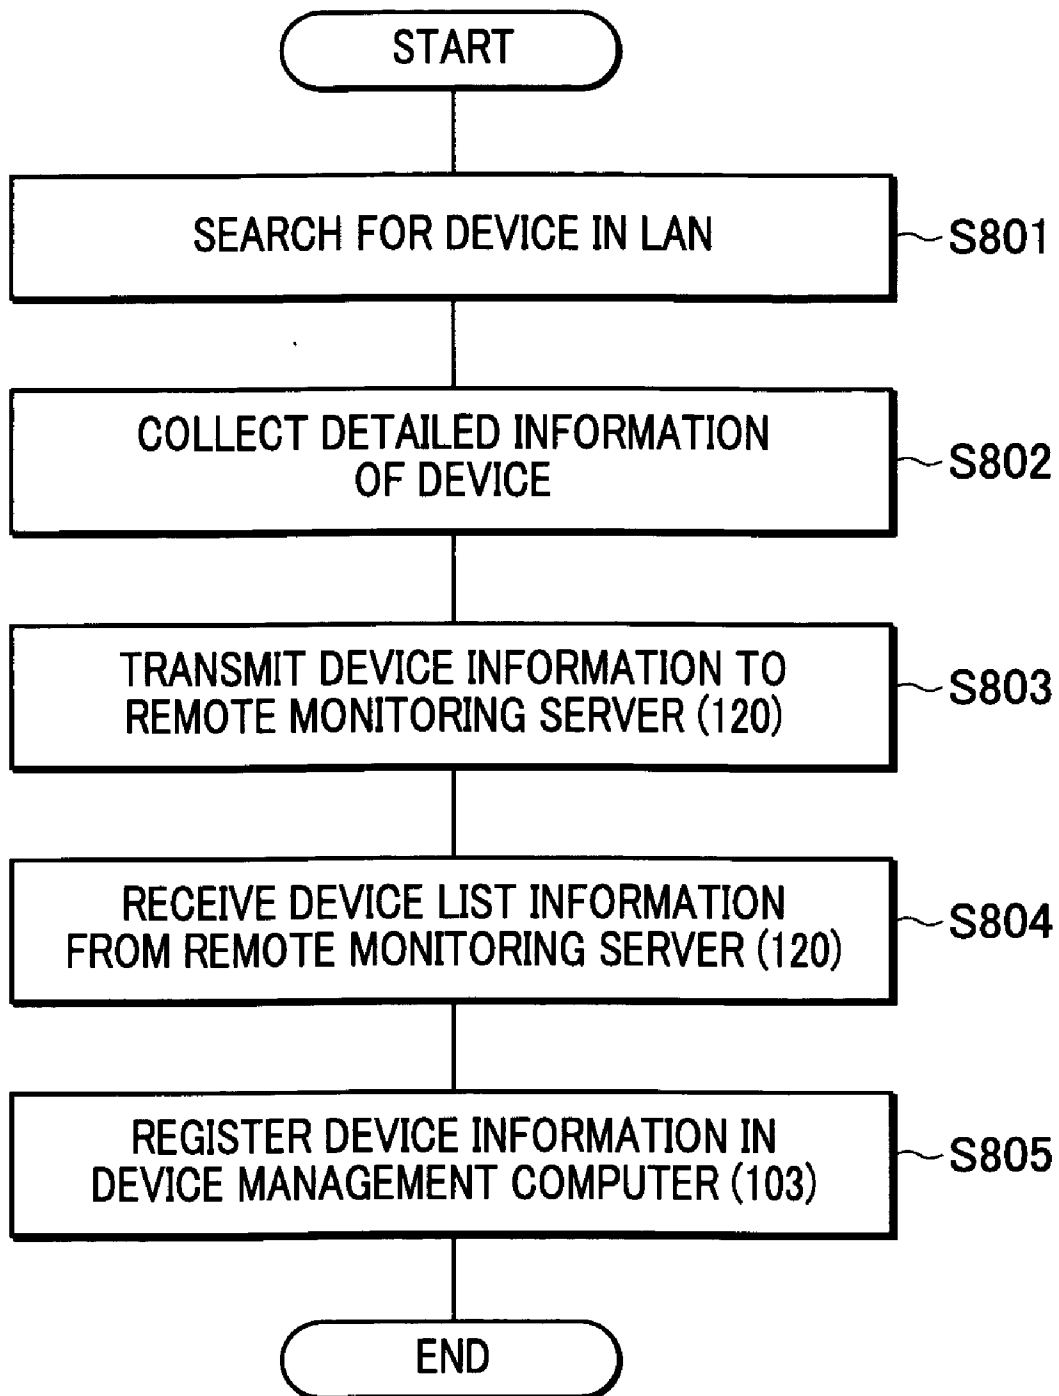 START
SEARCH FOR DEVICE IN LAN
S801
COLLECT DETAILED INFORMATION
OF DEVICE
S802
TRANSMIT DEVICE INFORMATION TO
REMOTE MONITORING SERVER (120)
S803
RECEIVE DEVICE LIST INFORMATION
FROM REMOTE MONITORING SERVER (120)
S804
REGISTER DEVICE INFORMATION IN
DEVICE MANAGEMENT COMPUTER (103)
S805
END